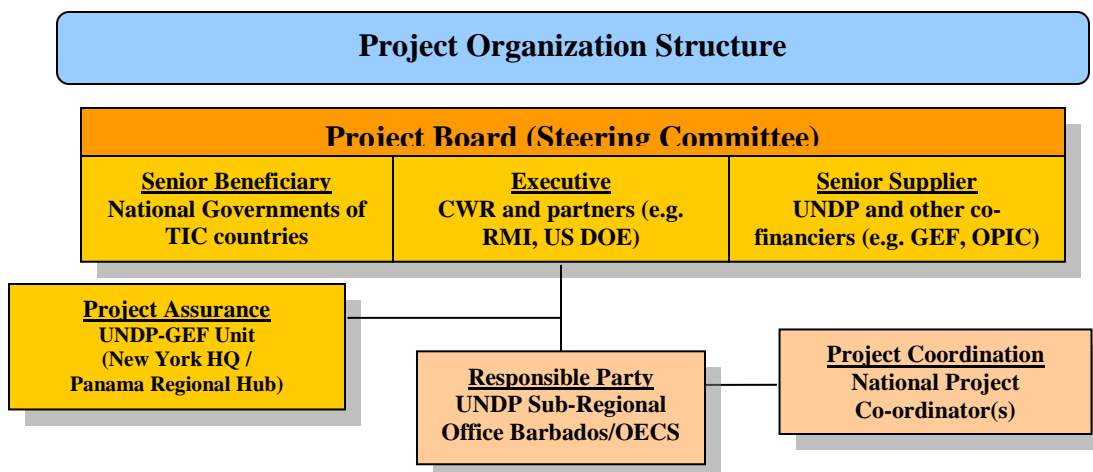 Project Organization Structure
Project Board (Steering Committee)
Senior Beneficiary
National Governments of
TIC countries
Executive
CWR and partners (e.g.
RMI, US DOE)
Senior Supplier
UNDP and other co-
financiers (e.g. GEF, OPIC)
Project Assurance
UNDP-GEF Unit
(New York HQ /
Panama Regional Hub)
Responsible Party
UNDP Sub-Regional
Office Barbados/OECS
Project Coordination
National Project
Co-ordinator(s)